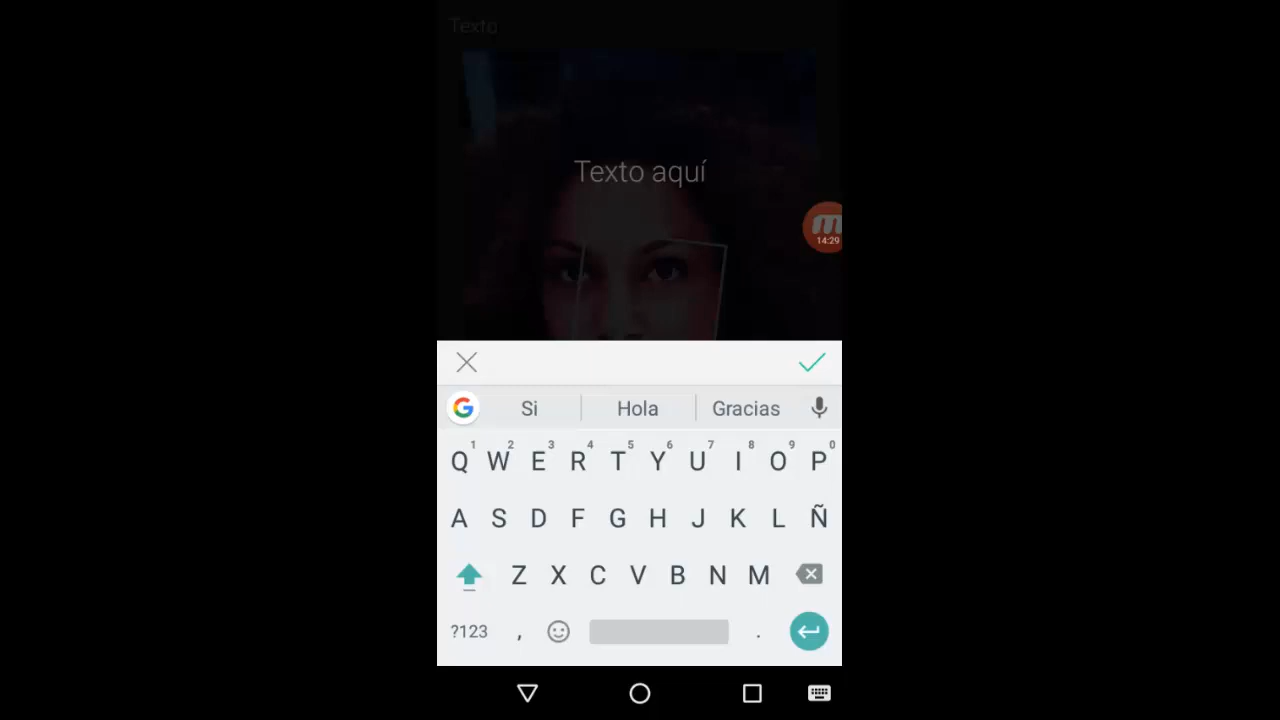 Texto
Texto aquí
14:29
Si Hola Gracias
1 2 3 4 5 6 7 8 9 0
Q W E R T Y U I O P
A S D F G H J K L Ñ
Z X C V B N M
?123 , .